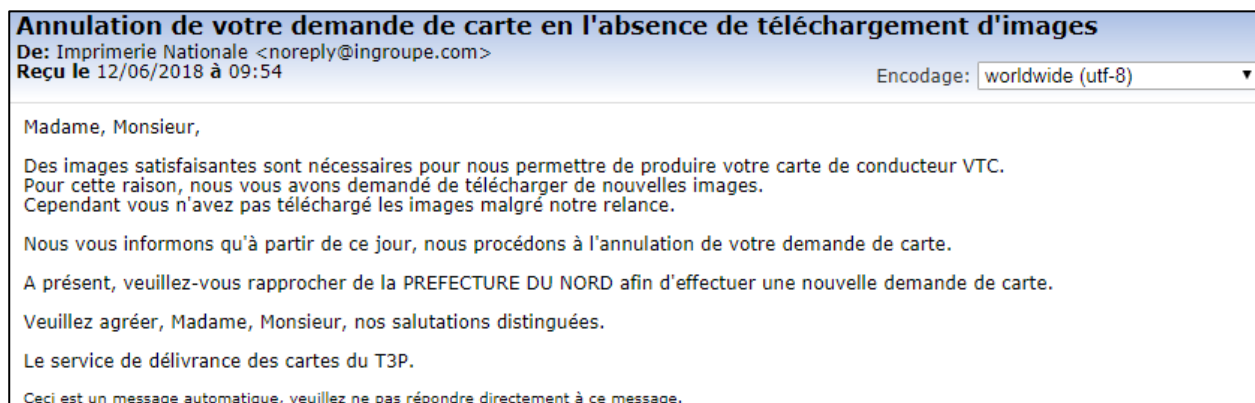 Annulation de votre demande de carte en l'absence de téléchargement d'images
De: Imprimerie Nationale <noreply@ingroupe.com>
Reçu le 12/06/2018 à 09:54
Encodage: worldwide (utf-8)
Madame, Monsieur,
Des images satisfaisantes sont nécessaires pour nous permettre de produire votre carte de conducteur VTC.
Pour cette raison, nous vous avons demandé de télécharger de nouvelles images.
Cependant vous n'avez pas téléchargé les images malgré notre relance.
Nous vous informons qu'à partir de ce jour, nous procédons à l'annulation de votre demande de carte.
A présent, veuillez-vous rapprocher de la PREFECTURE DU NORD afin d'effectuer une nouvelle demande de carte.
Veuillez agréer, Madame, Monsieur, nos salutations distinguées.
Le service de délivrance des cartes du T3P.
Ceci est un message automatique, veuillez ne pas répondre directement à ce message.